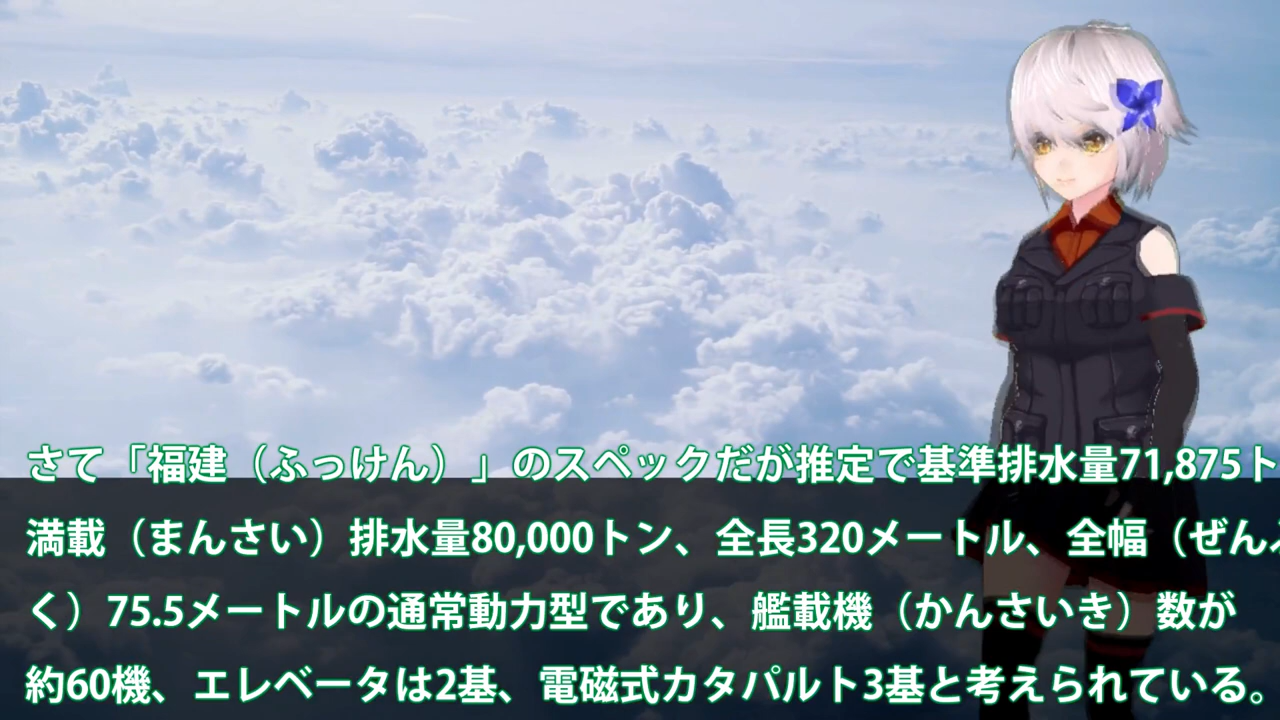 さて「福建（ふっけん）」のスペックだが推定で基準排水量71,875ト
満載（まんさい）排水量80,000トン、全長320メートル、全幅（ぜん
く）75.5メートルの通常動力型であり、艦載機（かんさいき）数が
約60機、エレベータは2基、電磁式カタパルト3基と考えられている。